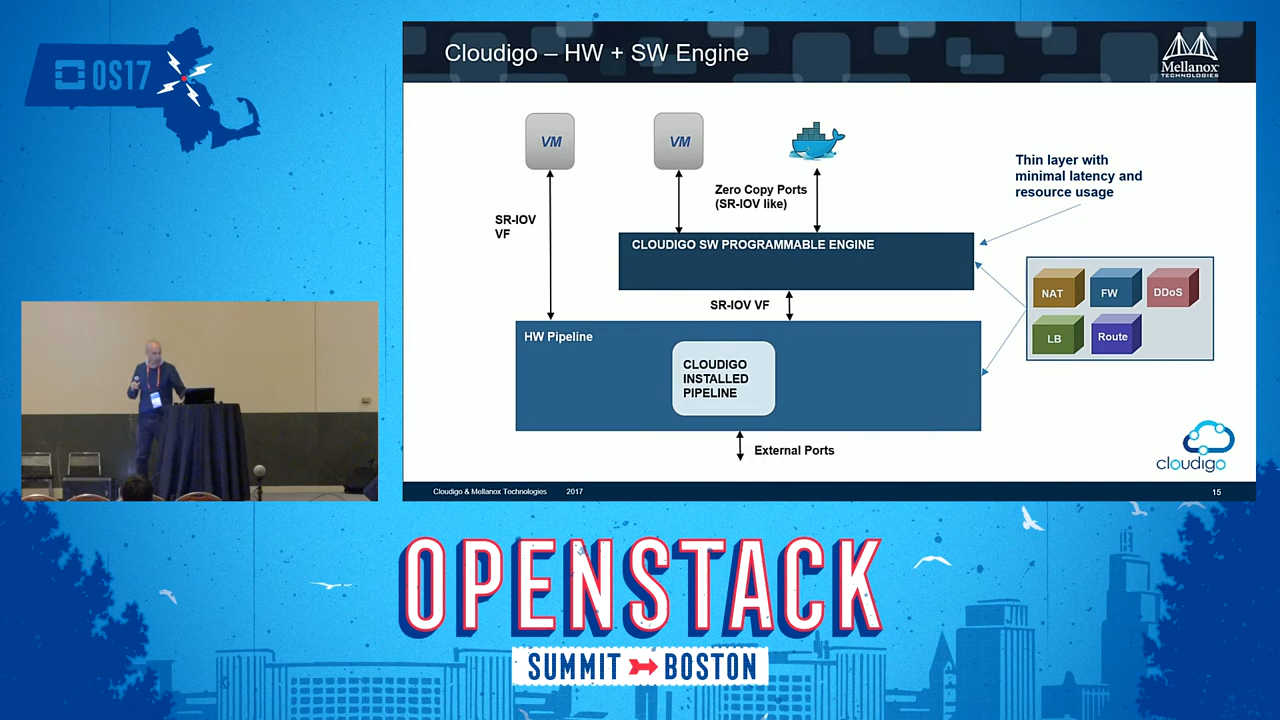 OS17
Cloudigo – HW + SW Engine
Mellanox
TECHNOLOGIES
VM
VM
Zero Copy Ports
(SR-IOV like)
SR-IOV
VF
Thin layer with
minimal latency and
resource usage
CLOUDIGO SW PROGRAMMABLE ENGINE
SR-IOV VF
NAT
FW
DDoS
LB
Route
HW Pipeline
CLOUDIGO
INSTALLED
PIPELINE
External Ports
cloudigo
Cloudigo & Mellanox Technologies 2017
15
OPENSTACK
SUMMIT BOSTON